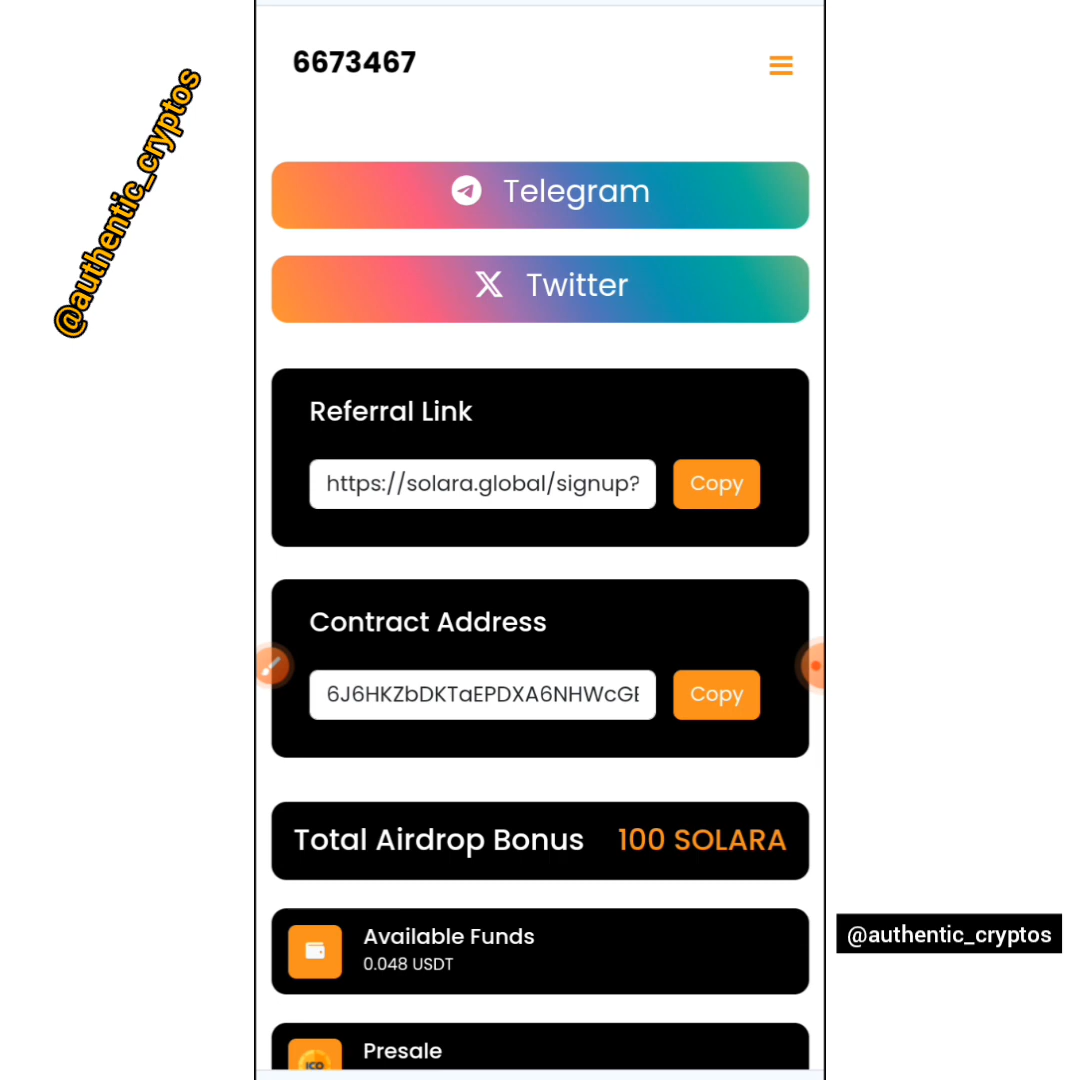 6673467
@authentic_cryptos
Telegram
Twitter
Referral Link
https://solara.global/signup?
Copy
Contract Address
6J6HKZbDKTaEPDXA6NHWcGE
Copy
Total Airdrop Bonus 100 SOLARA
Available Funds
0.048 USDT
@authentic_cryptos
Presale
ICO